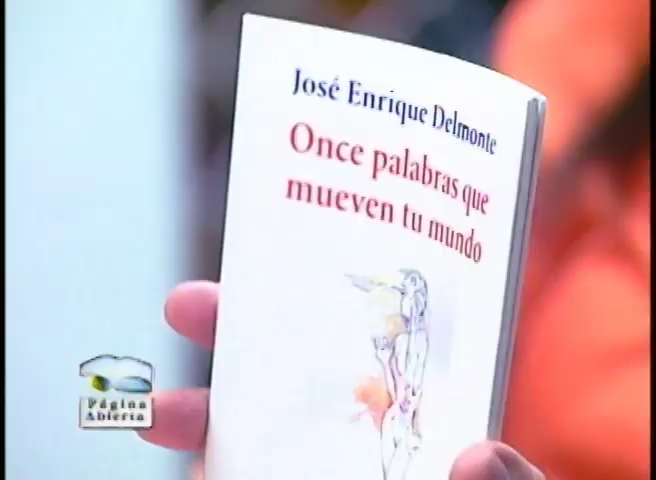 José Enrique Delmonte
Once palabras que
mueven tu mundo
Página
Abierta